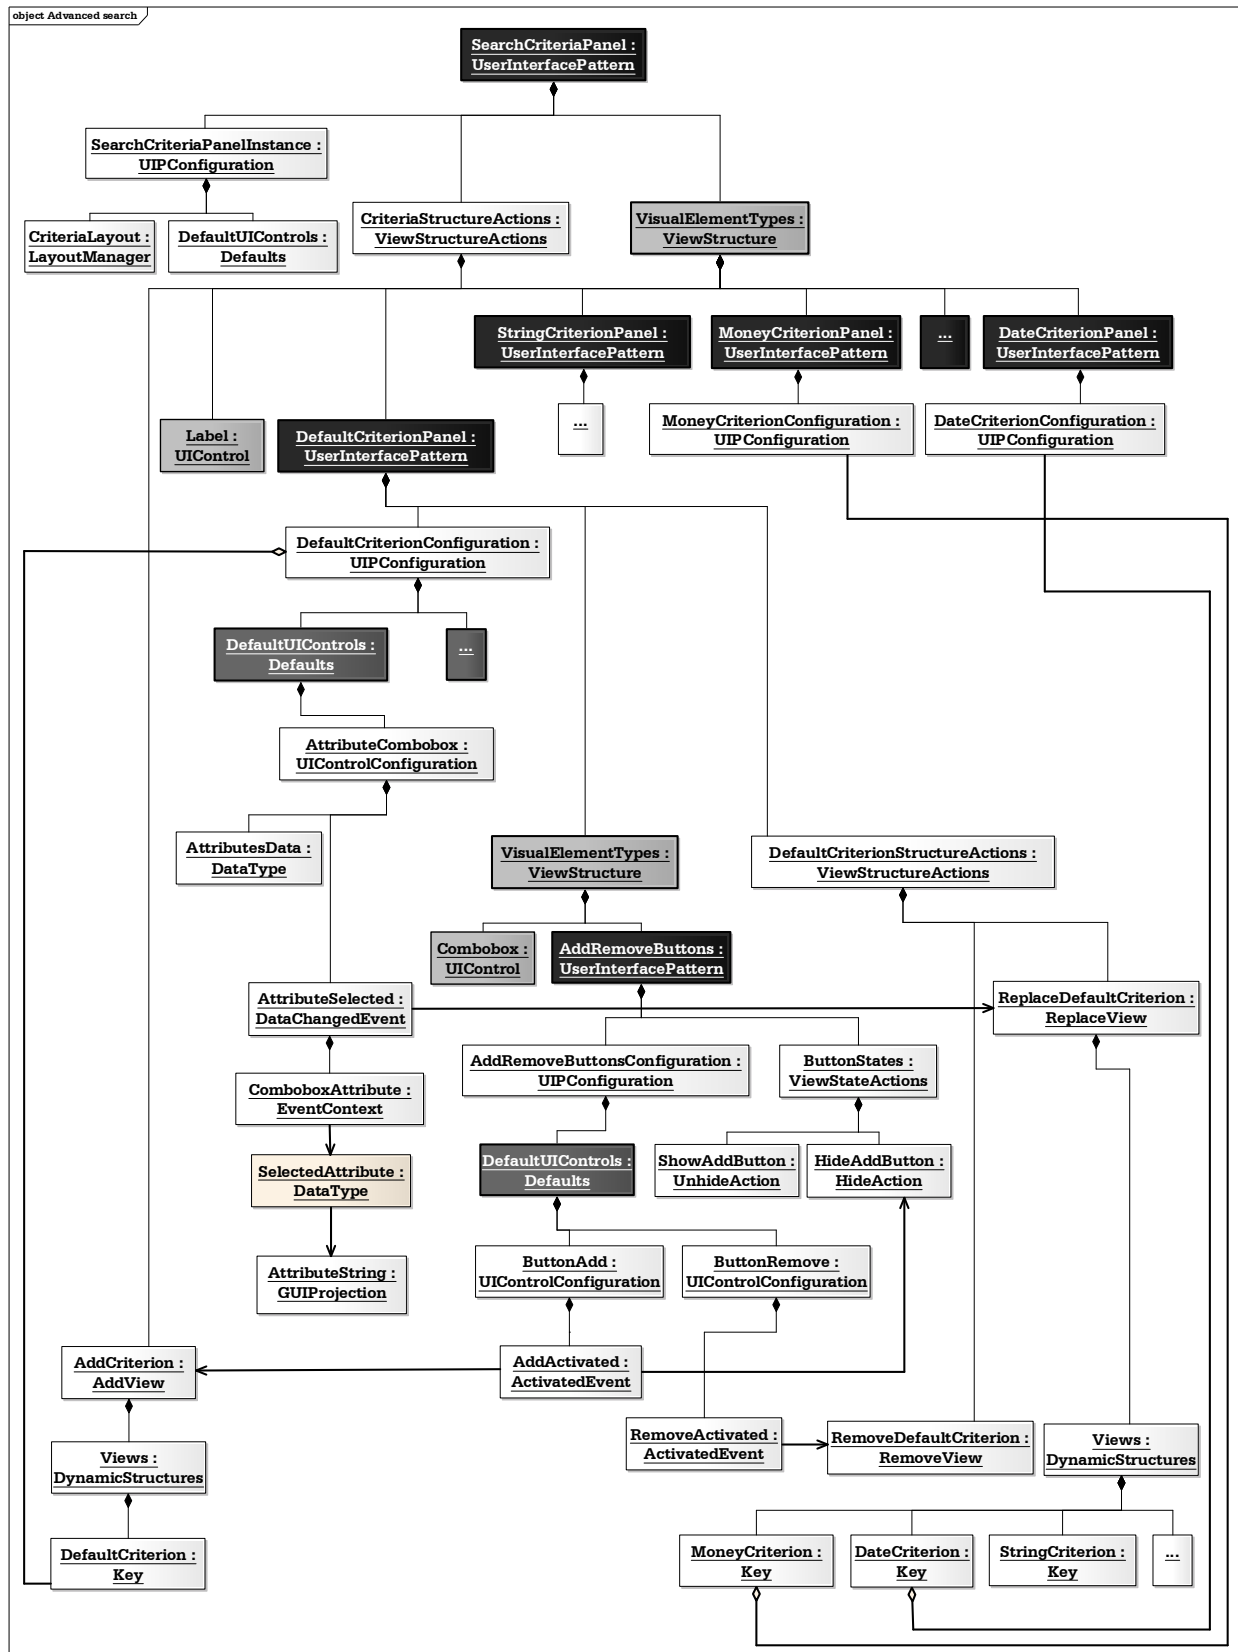 object Advanced search
SearchCriteriaPanel :
UserInterfacePattern
SearchCriteriaPanelInstance :
UIPConfiguration
CriteriaLayout :
LayoutManager
DefaultUIControls :
Defaults
CriteriaStructureActions :
ViewStructureActions
VisualElementTypes :
ViewStructure
StringCriterionPanel :
UserInterfacePattern
MoneyCriterionPanel :
UserInterfacePattern
...
DateCriterionPanel :
UserInterfacePattern
Label :
UIControl
DefaultCriterionPanel :
UserInterfacePattern
...
MoneyCriterionConfiguration :
UIPConfiguration
DateCriterionConfiguration :
UIPConfiguration
DefaultCriterionConfiguration :
UIPConfiguration
DefaultUIControls :
Defaults
...
AttributeCombobox :
UIControlConfiguration
AttributesData :
DataType
VisualElementTypes :
ViewStructure
DefaultCriterionStructureActions :
ViewStructureActions
Combobox :
UIControl
AddRemoveButtons :
UserInterfacePattern
AttributeSelected :
DataChangedEvent
ReplaceDefaultCriterion :
ReplaceView
ComboboxAttribute :
EventContext
AddRemoveButtonsConfiguration :
UIPConfiguration
ButtonStates :
ViewStateActions
SelectedAttribute :
DataType
DefaultUIControls :
Defaults
ShowAddButton :
UnhideAction
HideAddButton :
HideAction
AttributeString :
GUIProjection
ButtonAdd :
UIControlConfiguration
ButtonRemove :
UIControlConfiguration
AddCriterion :
AddView
AddActivated :
ActivatedEvent
RemoveActivated :
ActivatedEvent
RemoveDefaultCriterion :
RemoveView
Views :
DynamicStructures
Views :
DynamicStructures
DefaultCriterion :
Key
MoneyCriterion :
Key
DateCriterion :
Key
StringCriterion :
Key
...